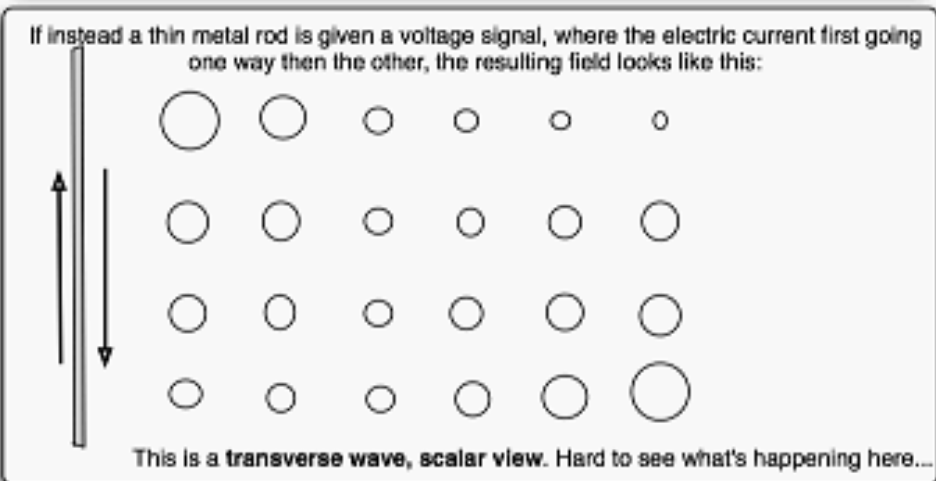 If instead a thin metal rod is given a voltage signal, where the electric current first going
one way then the other, the resulting field looks like this:
This is a transverse wave, scalar view. Hard to see what's happening here...